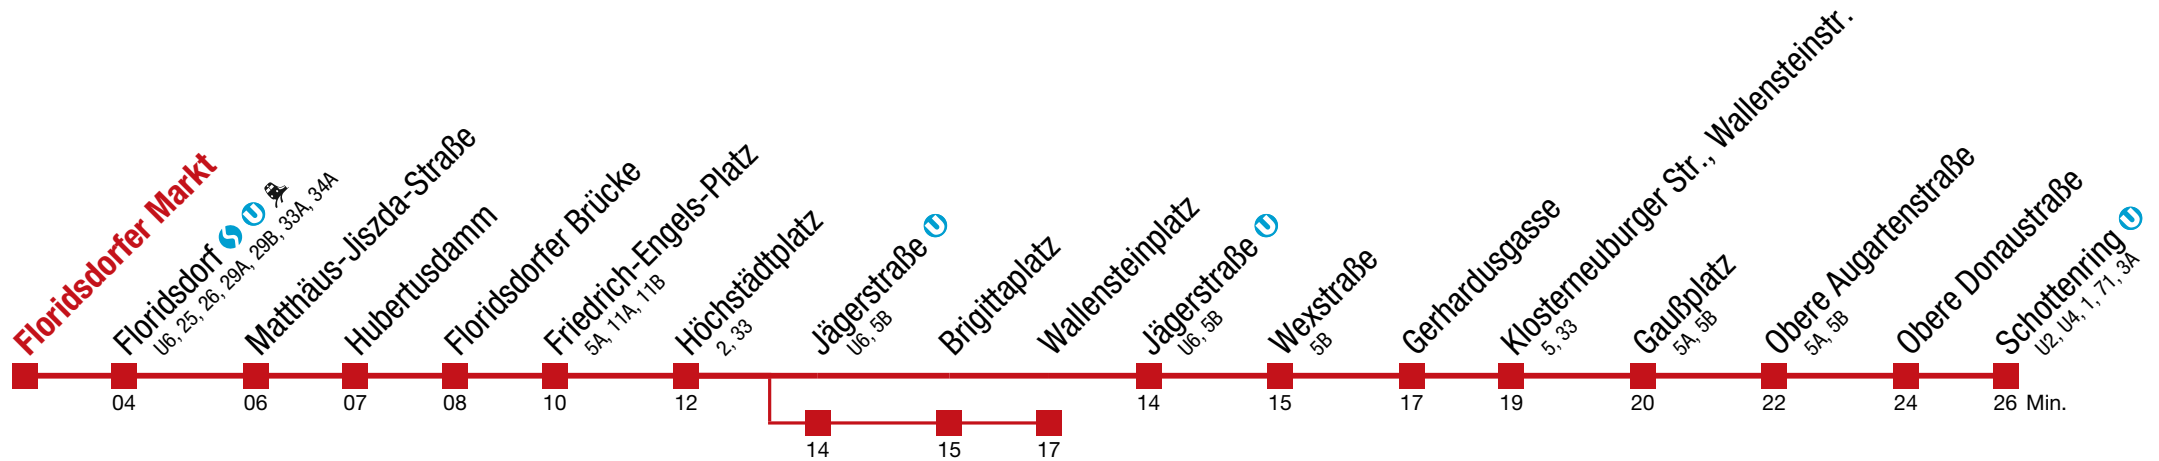 Floridsdorfer Markt
Floridsdorf
U6, 25, 26, 29A, 29B, 33A, 34A
Matthäus-Jiszda-Straße
Hubertusdamm
Floridsdorfer Brücke
Friedrich-Engels-Platz
5A, 11A, 11B
Höchstädtplatz
2, 33
Jägerstraße U
U6, 5B
Brigittaplatz
Wallensteinplatz
Jägerstraße U
U6, 5B
Wexstraße
5B
Gerhardusgasse
Klosterneuburger Str., Wallensteinstr.
5, 33
Gaußplatz
5A, 5B
Obere Augartenstraße
5A, 5B
Obere Donaustraße
Schottenring U
U2, U4, 1, 71, 3A
04 06 07 08 10 12 14 15 17 19 20 22 24 26 Min.
14 15 17